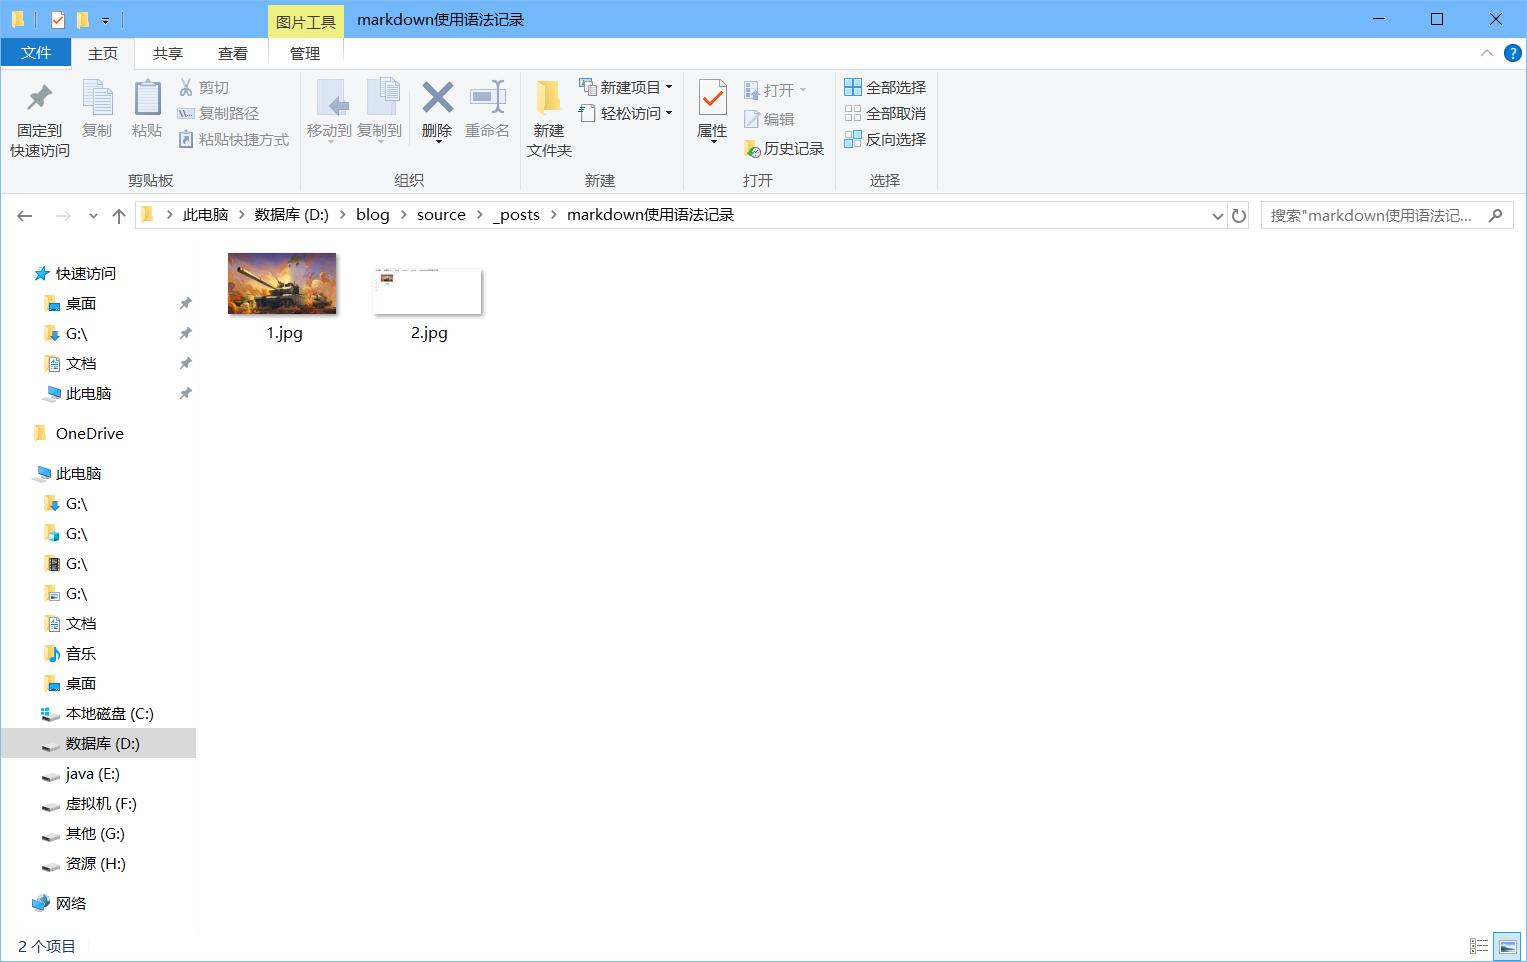 图片工具
markdown使用语法记录
文件
主页
共享
查看
管理
固定到
快速访问
复制
粘贴
剪切
复制路径
粘贴快捷方式
剪贴板
移动到
复制到
删除
重命名
组织
新建
文件夹
新建项目
轻松访问
新建
属性
打开
编辑
历史记录
打开
全部选择
全部取消
反向选择
选择
此电脑 > 数据库 (D:) > blog > source > _posts > markdown使用语法记录
搜索"markdown使用语法记...
快速访问
桌面
G:\
文档
此电脑
OneDrive
此电脑
G:\
G:\
G:\
G:\
文档
音乐
桌面
本地磁盘 (C:)
数据库 (D:)
java (E:)
虚拟机 (F:)
其他 (G:)
资源 (H:)
网络
1.jpg
2.jpg
2 个项目